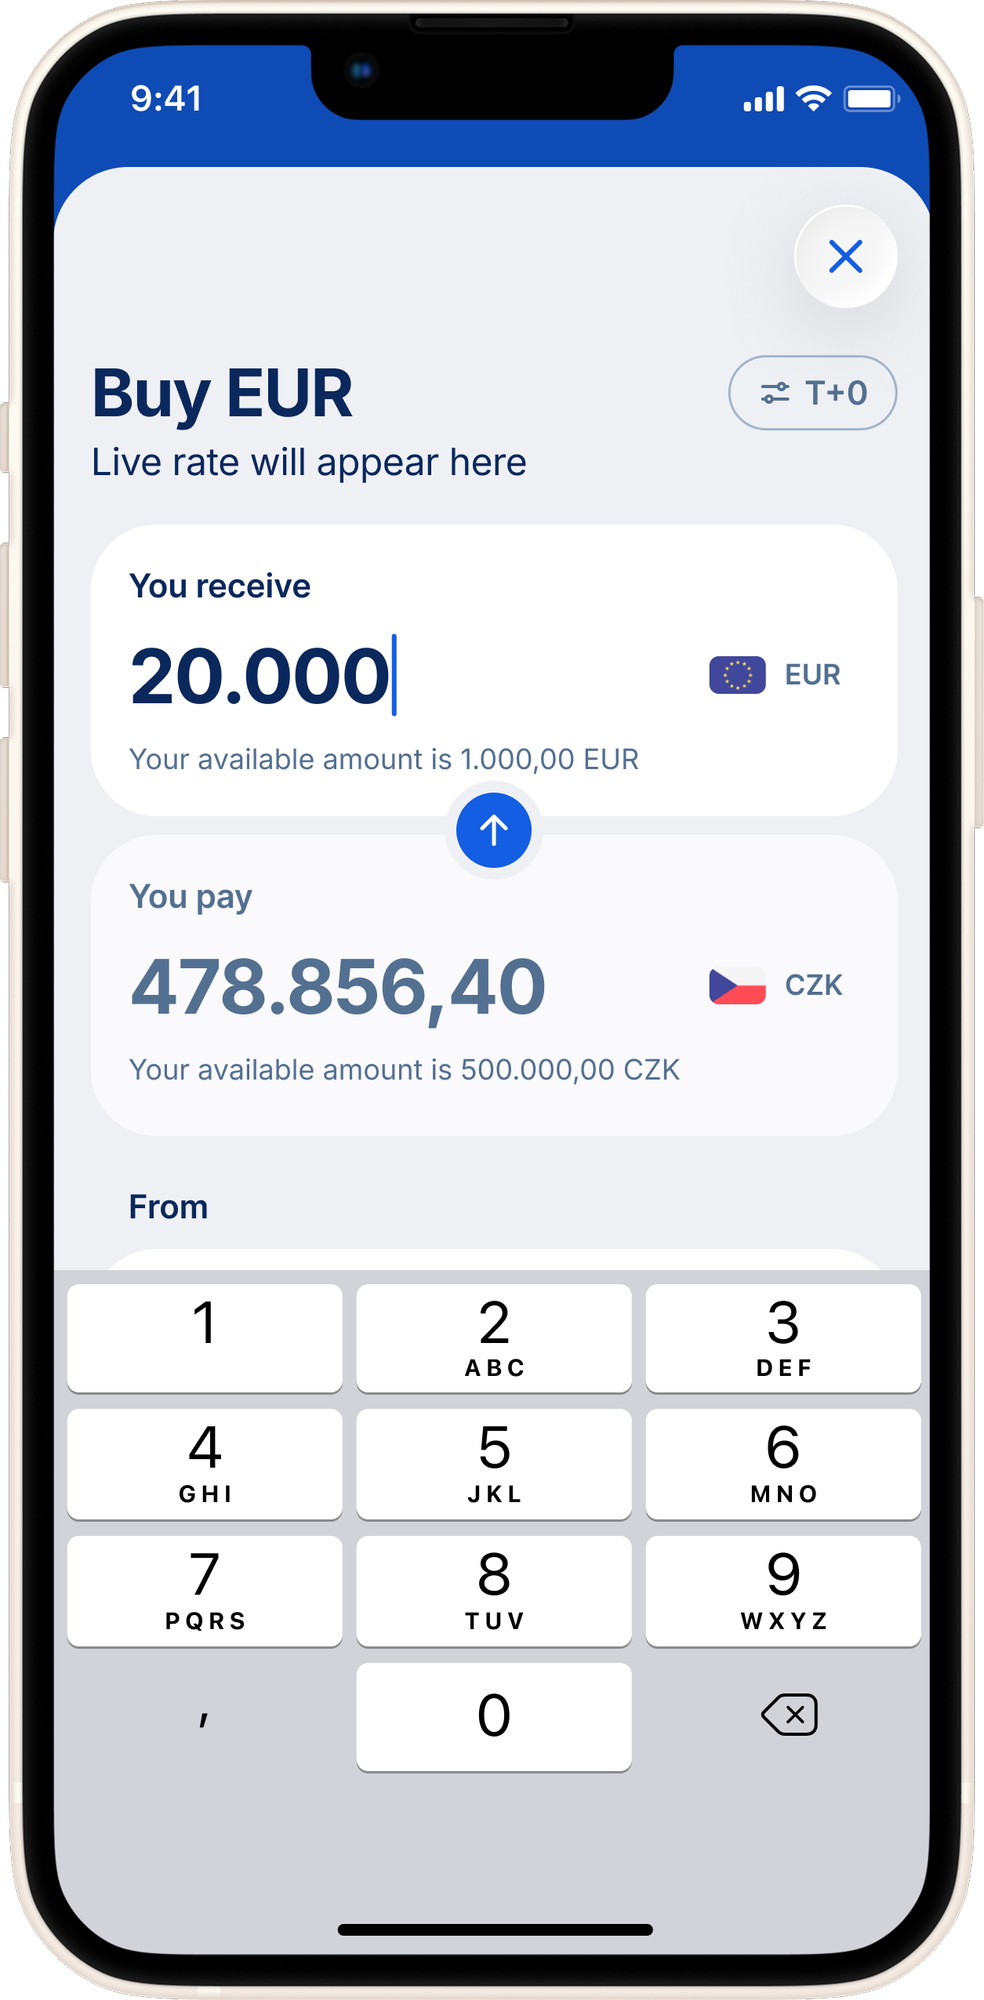 9:41
Buy EUR
T+0
Live rate will appear here
You receive
20.000
EUR
Your available amount is 1.000,00 EUR
You pay
478.856,40
CZK
Your available amount is 500.000,00 CZK
From
1
2
3
ABC
DEF
4
5
6
GHI
JKL
MNO
7
8
9
PQRS
TUV
WXYZ
,
0